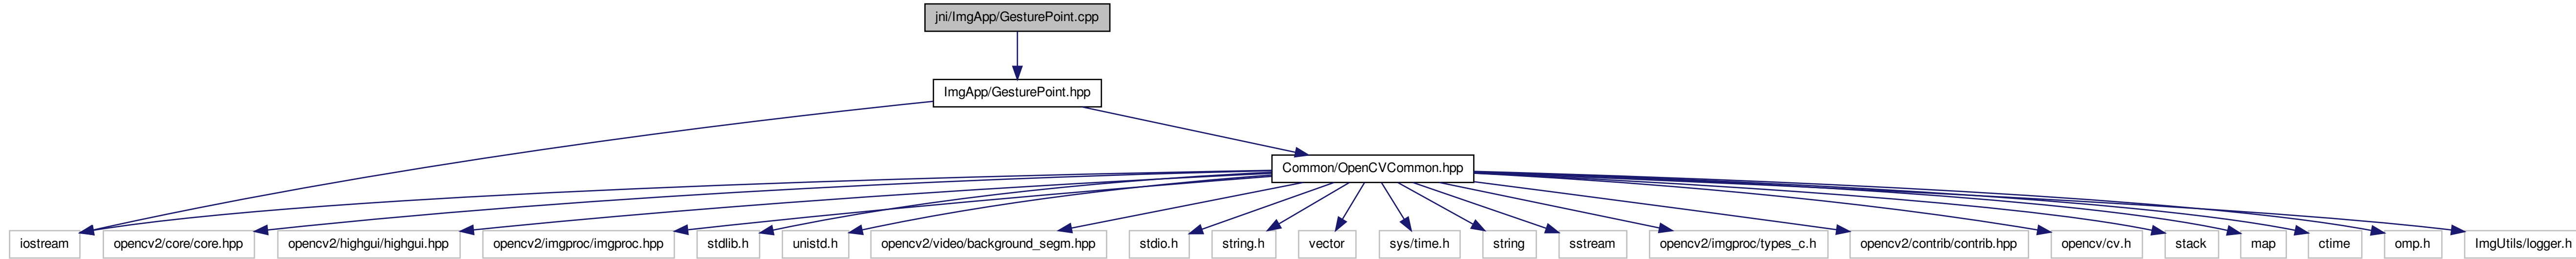 jni/ImgApp/GesturePoint.cpp
ImgApp/GesturePoint.hpp
Common/OpenCVCommon.hpp
iostream
opencv2/core/core.hpp
opencv2/highgui/highgui.hpp
opencv2/imgproc/imgproc.hpp
stdlib.h
unistd.h
opencv2/video/background_segm.hpp
stdio.h
string.h
vector
sys/time.h
string
sstream
opencv2/imgproc/types_c.h
opencv2/contrib/contrib.hpp
opencv/cv.h
stack
map
ctime
omp.h
ImgUtils/logger.h